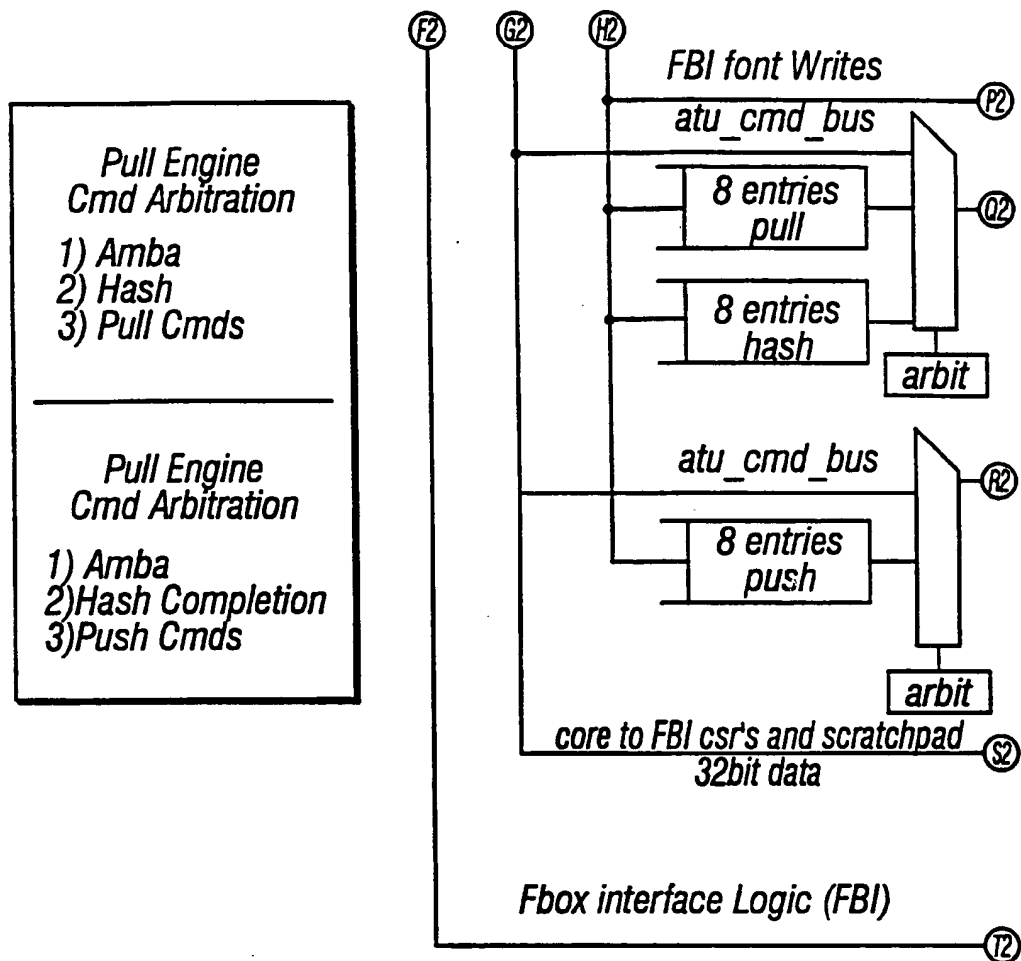 F2 G2 H2
FBI font Writes
P2
atu_cmd_bus
8 entries
pull
Q2
8 entries
hash
arbit
Pull Engine
Cmd Arbitration
1) Amba
2) Hash
3) Pull Cmds
Pull Engine
Cmd Arbitration
1) Amba
2)Hash Completion
3)Push Cmds
atu_cmd_bus
R2
8 entries
push
arbit
core to FBI csr's and scratchpad
32bit data
S2
Fbox interface Logic (FBI)
T2